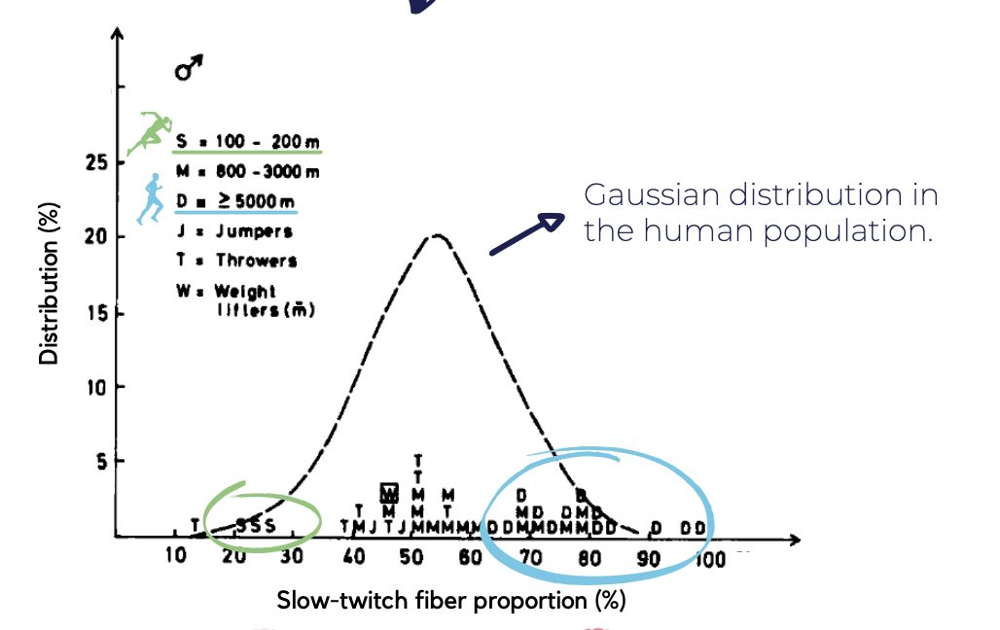 ♂
S = 100 - 200 m
M = 800 - 3000 m
D = ≥ 5000 m
J = Jumpers
T = Throwers
W = Weight
lifters (m̄)
Gaussian distribution in
the human population.
Distribution (%)
25
20
15
10
5
T
T
D D
W M M M
T M T M D D M D
T S S S T M J T J M M M M M D D M M D M M D D D D D
10 20 30 40 50 60 70 80 90 100
Slow-twitch fiber proportion (%)